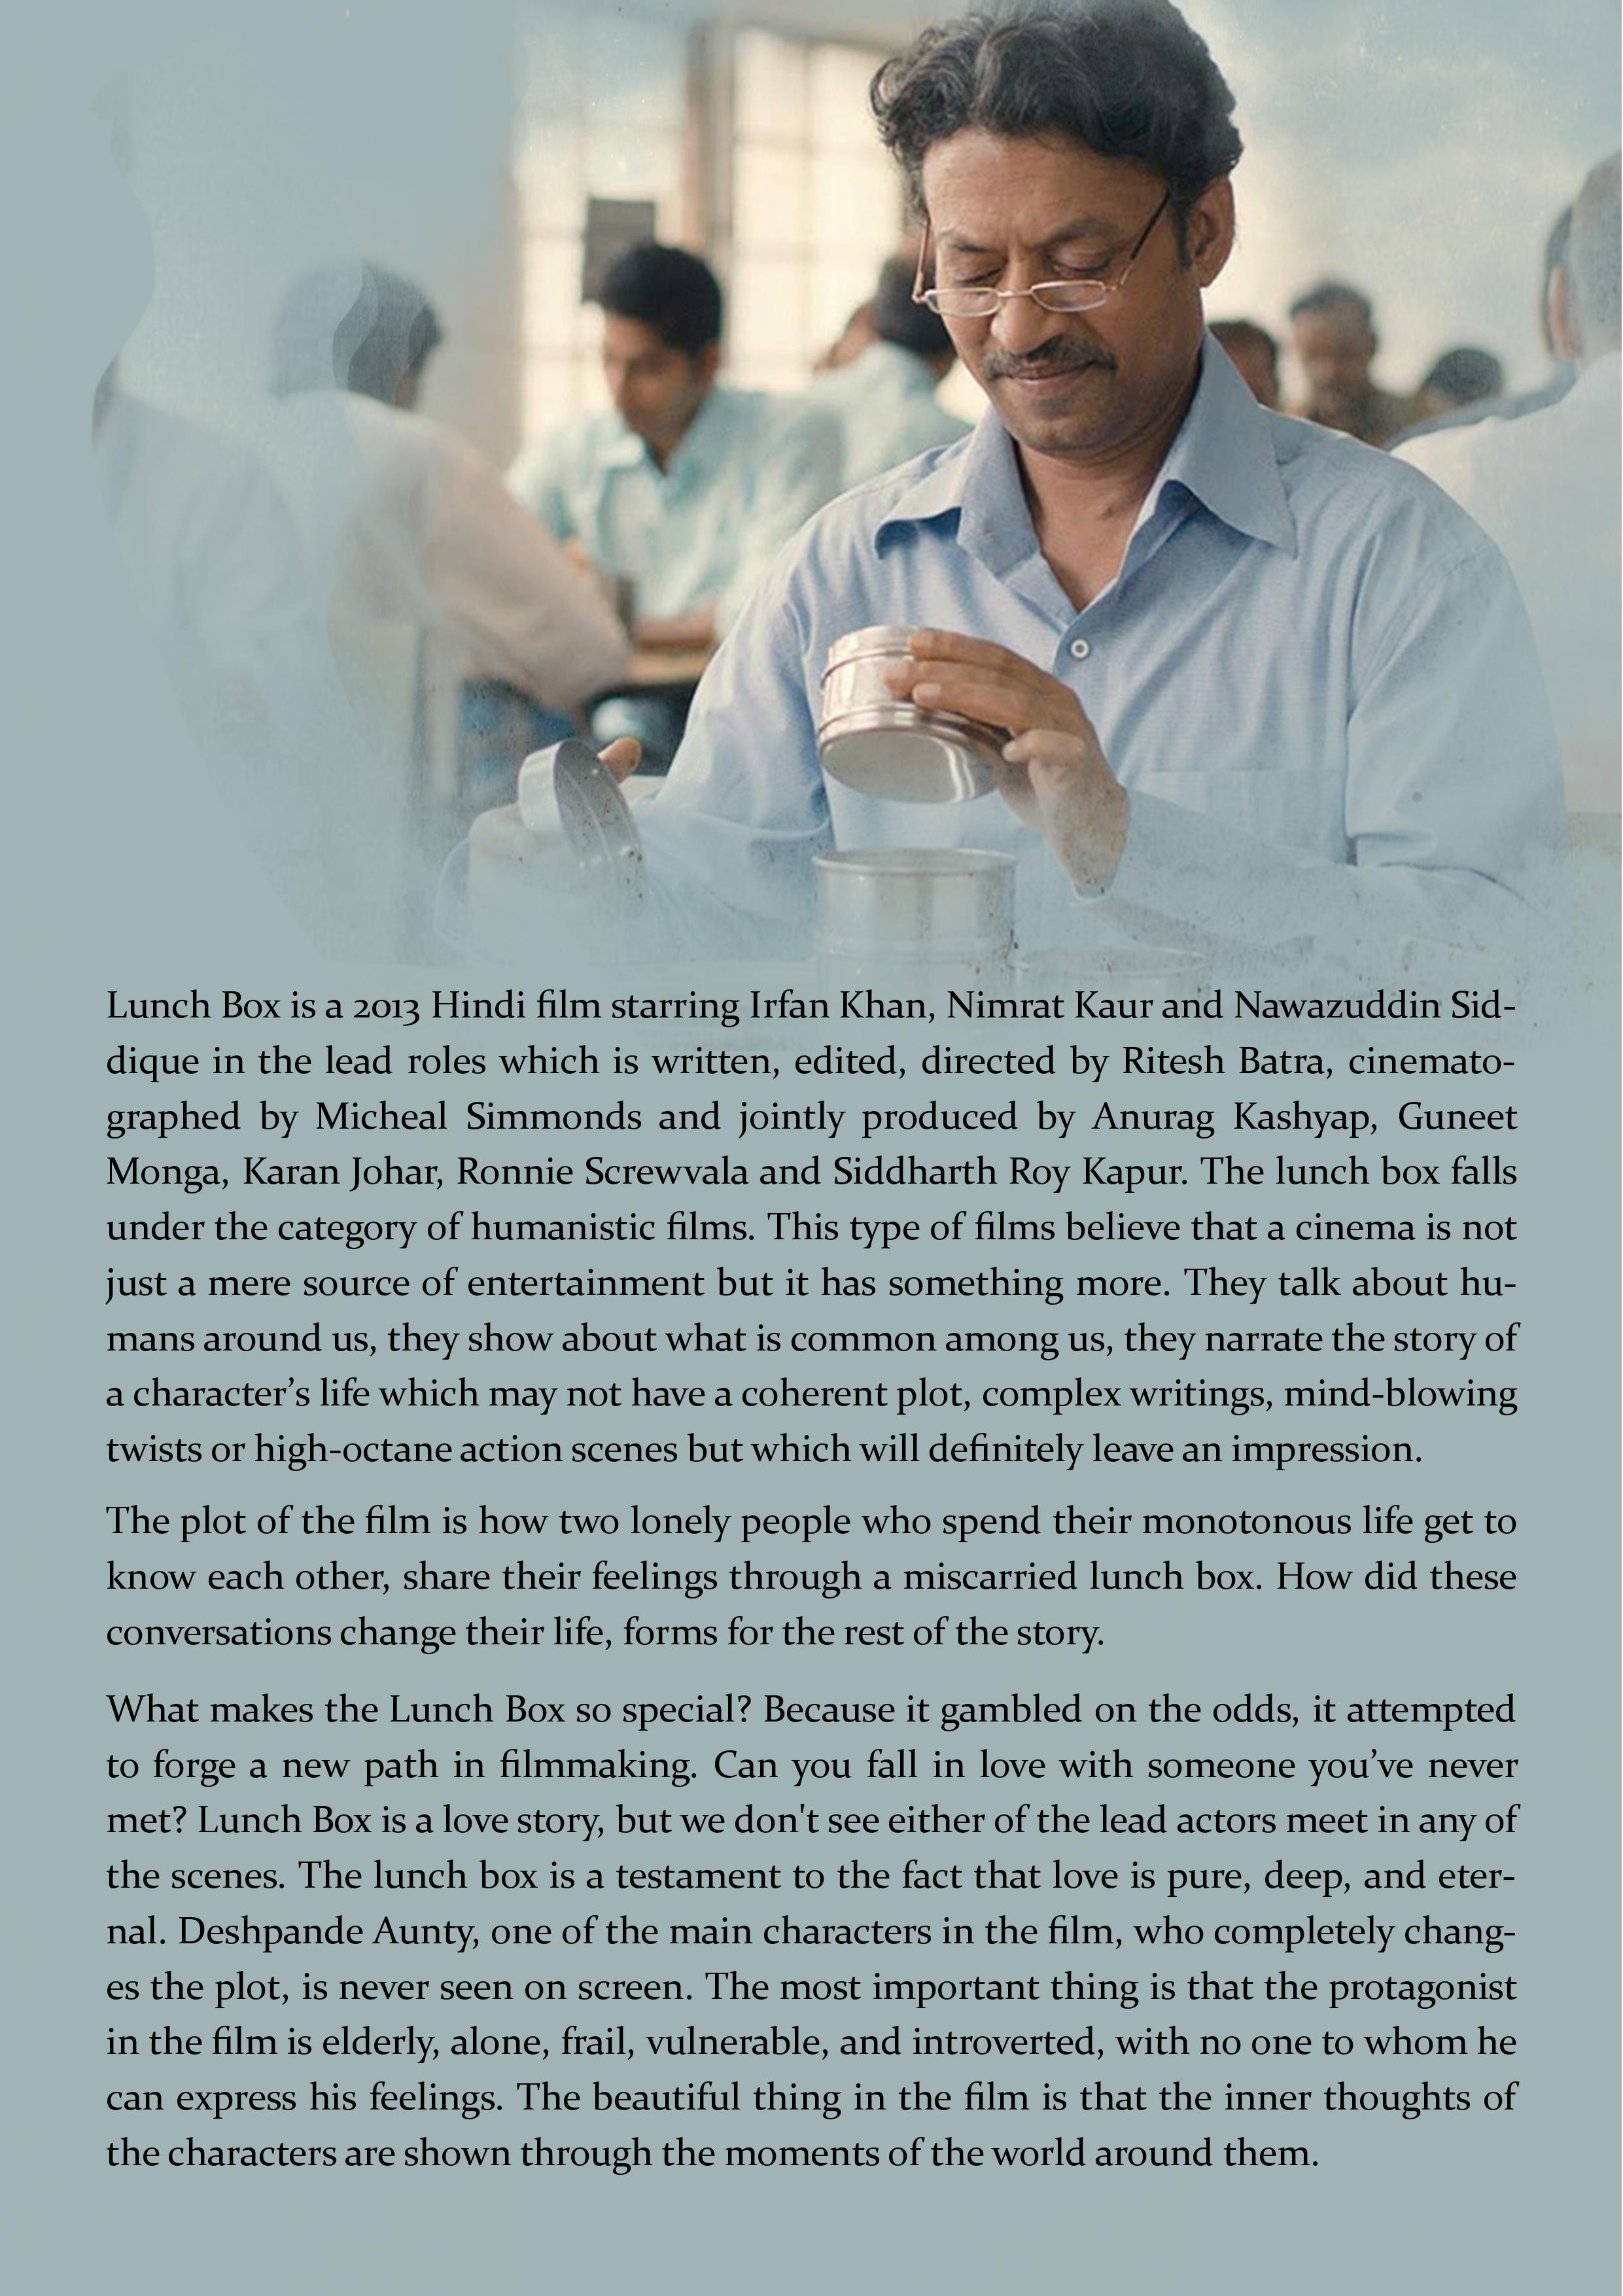 Lunch Box is a 2013 Hindi film starring Irfan Khan, Nimrat Kaur and Nawazuddin Sid-
dique in the lead roles which is written, edited, directed by Ritesh Batra, cinemato-
graphed by Micheal Simmonds and jointly produced by Anurag Kashyap, Guneet
Monga, Karan Johar, Ronnie Screwvala and Siddharth Roy Kapur. The lunch box falls
under the category of humanistic films. This type of films believe that a cinema is not
just a mere source of entertainment but it has something more. They talk about hu-
mans around us, they show about what is common among us, they narrate the story of
a character’s life which may not have a coherent plot, complex writings, mind-blowing
twists or high-octane action scenes but which will definitely leave an impression.
The plot of the film is how two lonely people who spend their monotonous life get to
know each other, share their feelings through a miscarried lunch box. How did these
conversations change their life, forms for the rest of the story.
What makes the Lunch Box so special? Because it gambled on the odds, it attempted
to forge a new path in filmmaking. Can you fall in love with someone you’ve never
met? Lunch Box is a love story, but we don't see either of the lead actors meet in any of
the scenes. The lunch box is a testament to the fact that love is pure, deep, and eter-
nal. Deshpande Aunty, one of the main characters in the film, who completely chang-
es the plot, is never seen on screen. The most important thing is that the protagonist
in the film is elderly, alone, frail, vulnerable, and introverted, with no one to whom he
can express his feelings. The beautiful thing in the film is that the inner thoughts of
the characters are shown through the moments of the world around them.